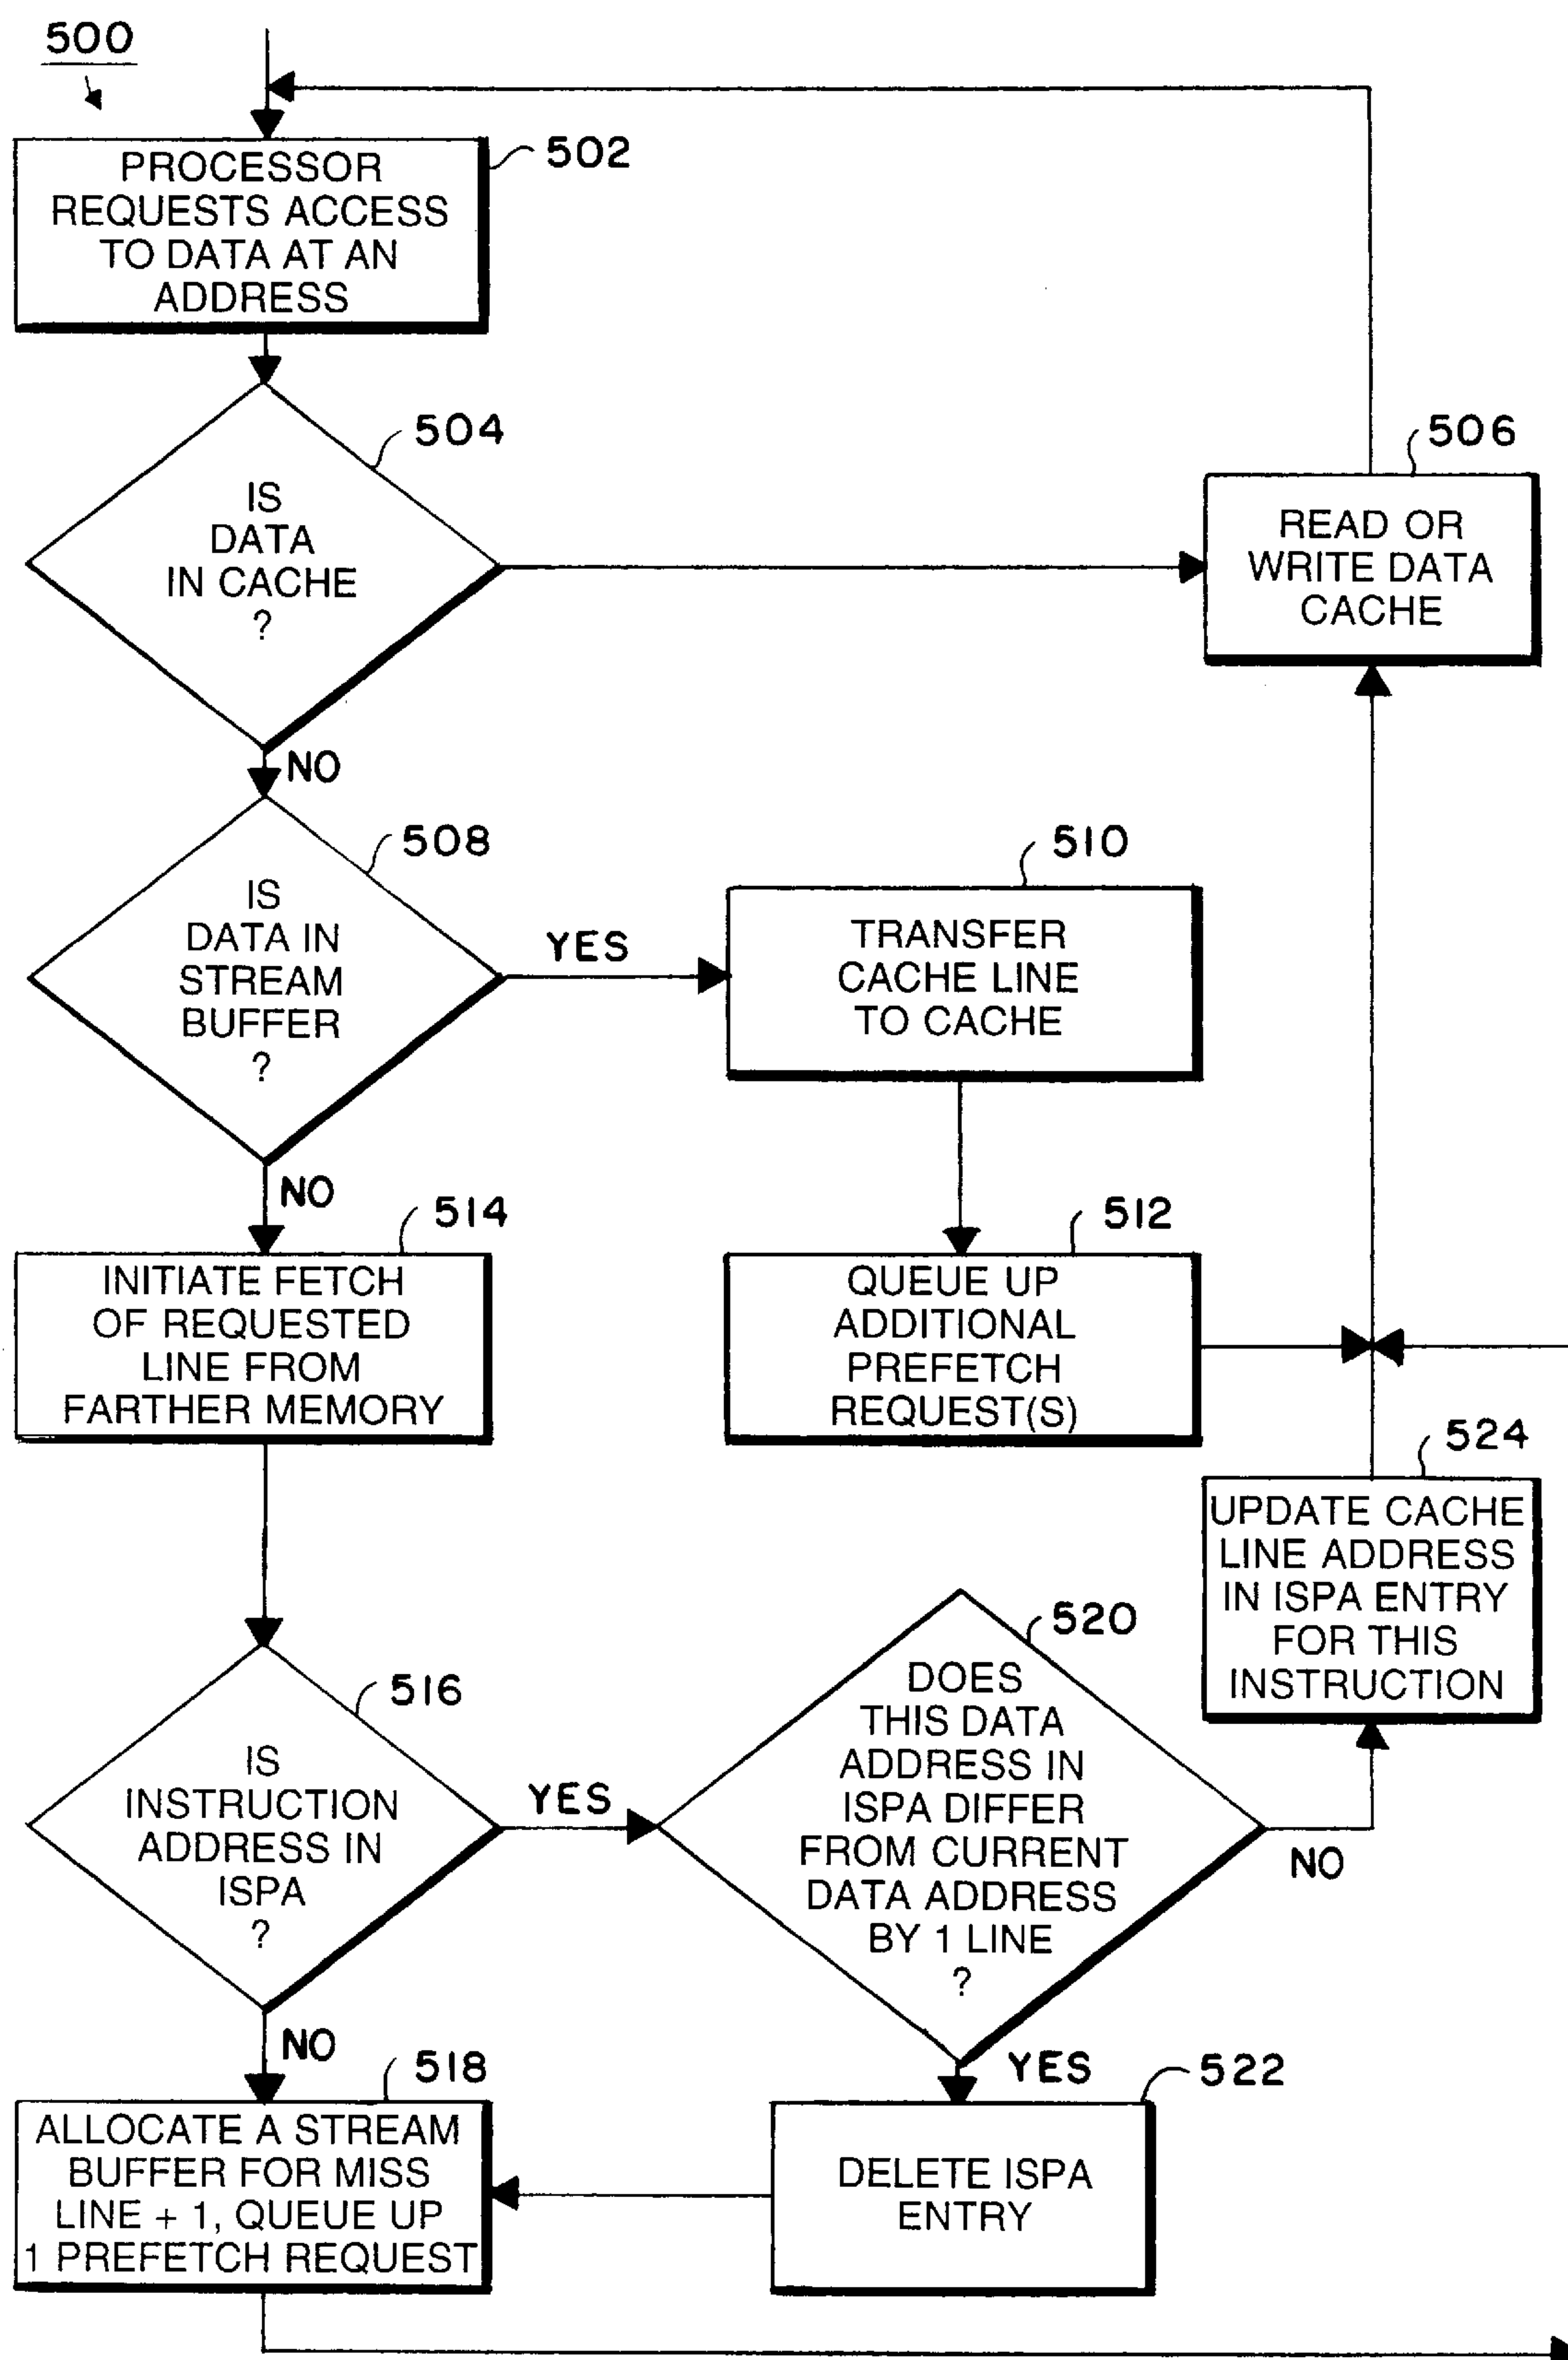 500
PROCESSOR
REQUESTS ACCESS
TO DATA AT AN
ADDRESS
502
IS
DATA
IN CACHE
?
504
READ OR
WRITE DATA
CACHE
506
NO
IS
DATA IN
STREAM
BUFFER
?
508
YES
TRANSFER
CACHE LINE
TO CACHE
510
NO
INITIATE FETCH
OF REQUESTED
LINE FROM
FARTHER MEMORY
514
QUEUE UP
ADDITIONAL
PREFETCH
REQUEST(S)
512
UPDATE CACHE
LINE ADDRESS
IN ISPA ENTRY
FOR THIS
INSTRUCTION
524
IS
INSTRUCTION
ADDRESS IN
ISPA
?
516
YES
DOES
THIS DATA
ADDRESS IN
ISPA DIFFER
FROM CURRENT
DATA ADDRESS
BY 1 LINE
?
520
NO
NO
YES
ALLOCATE A STREAM
BUFFER FOR MISS
LINE + 1, QUEUE UP
1 PREFETCH REQUEST
518
DELETE ISPA
ENTRY
522